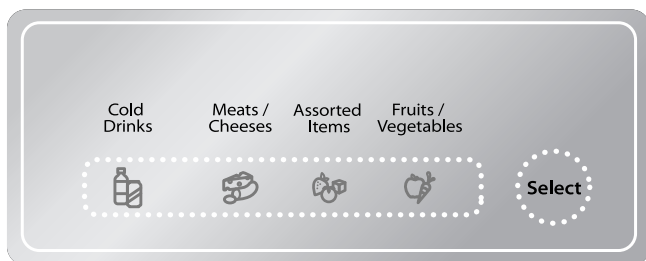 Cold
Drinks
Meats /
Cheeses
Assorted
Items
Fruits /
Vegetables
Select